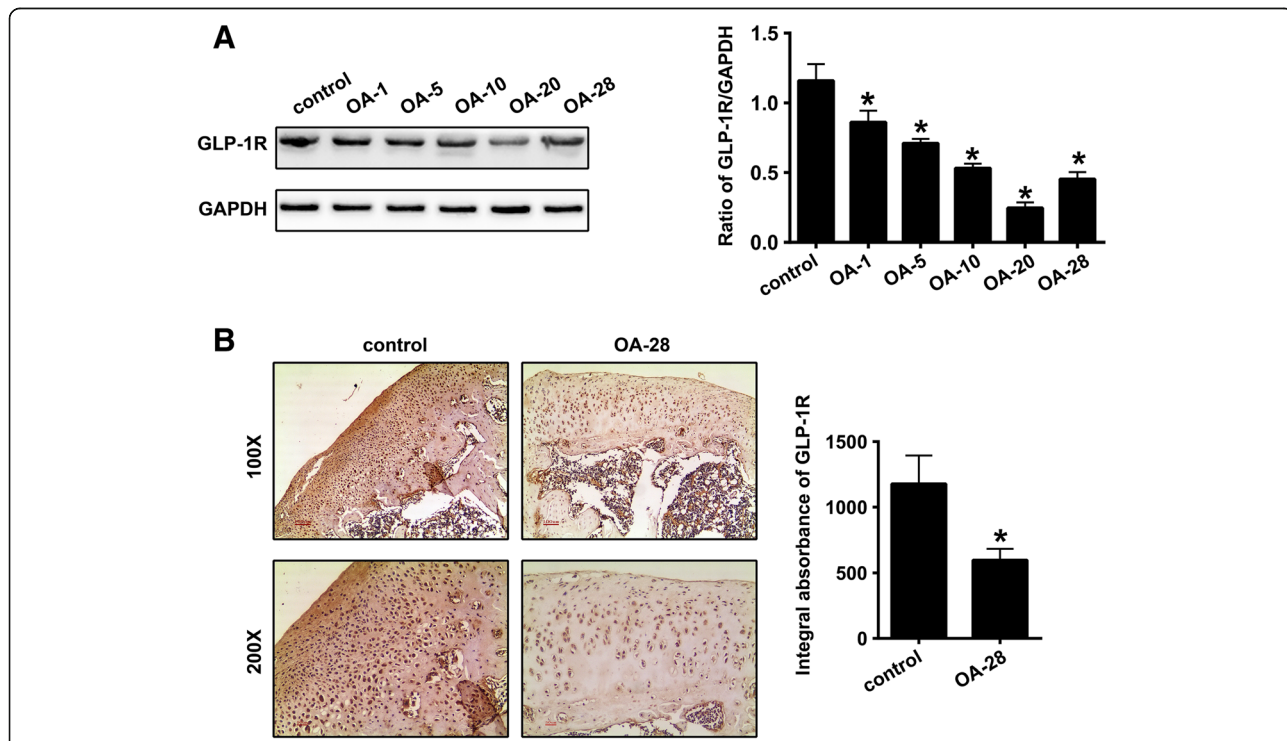 A
control OA-1 OA-5 OA-10 OA-20 OA-28
GLP-1R
GAPDH
Ratio of GLP-1R/GAPDH
1.5
1.0
0.5
0.0
* * * * *
control OA-1 OA-5 OA-10 OA-20 OA-28
B
control OA-28
100X
200X
Integral absorbance of GLP-1R
1500
1000
500
0
*
control OA-28